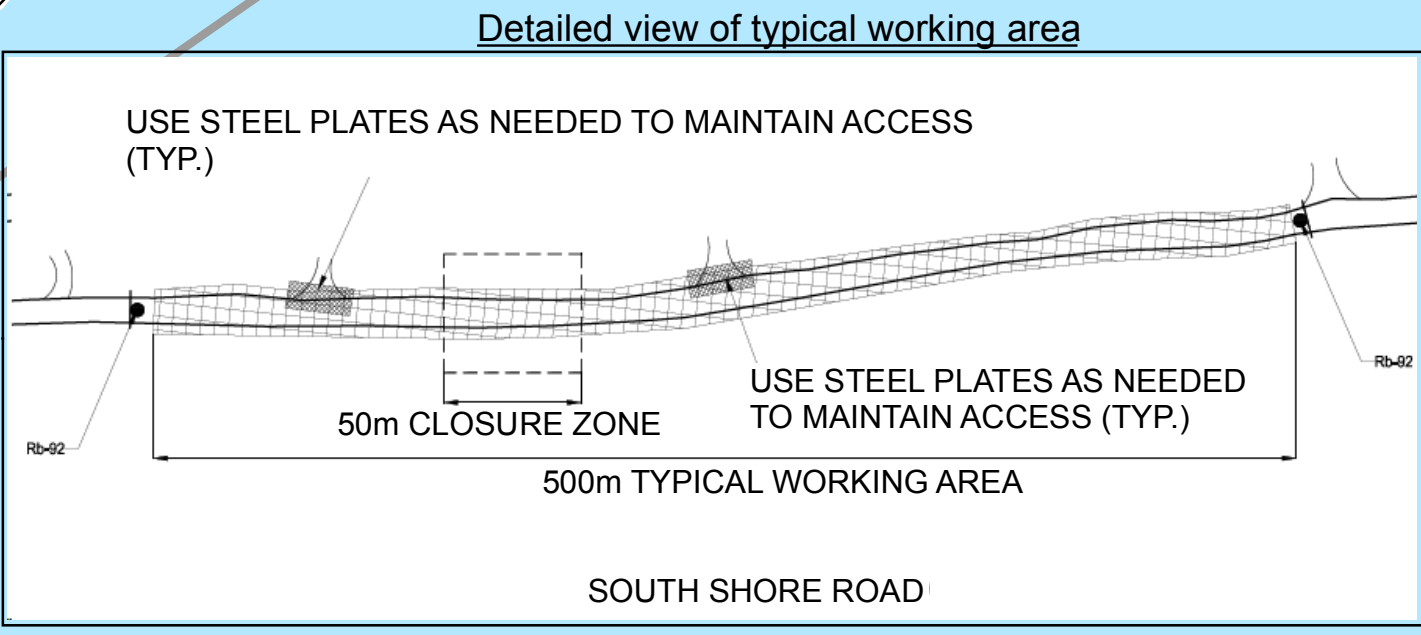 Detailed view of typical working area
USE STEEL PLATES AS NEEDED TO MAINTAIN ACCESS
(TYP.)
Rb-92
USE STEEL PLATES AS NEEDED
TO MAINTAIN ACCESS (TYP.)
50m CLOSURE ZONE
Rb-92
500m TYPICAL WORKING AREA
SOUTH SHORE ROAD